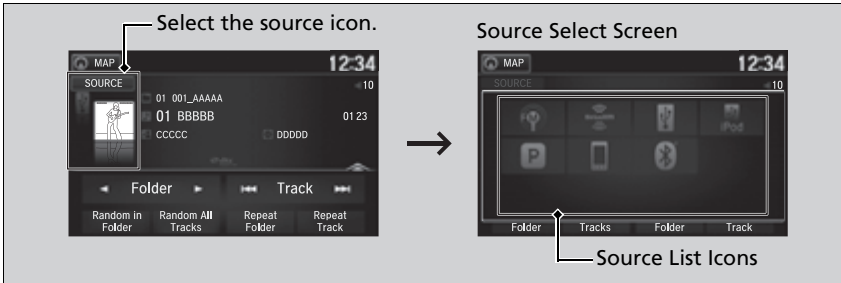 Select the source icon.
Source Select Screen
MAP
12:34
SOURCE
10
01 001_AAAAA
01 BBBBB
01 23
CCCCC
DDDDD
Folder
Track
Random in Folder
Random All Tracks
Repeat Folder
Repeat Track
MAP
12:34
SOURCE
10
iPod
P
Folder
Tracks
Folder
Track
Source List Icons